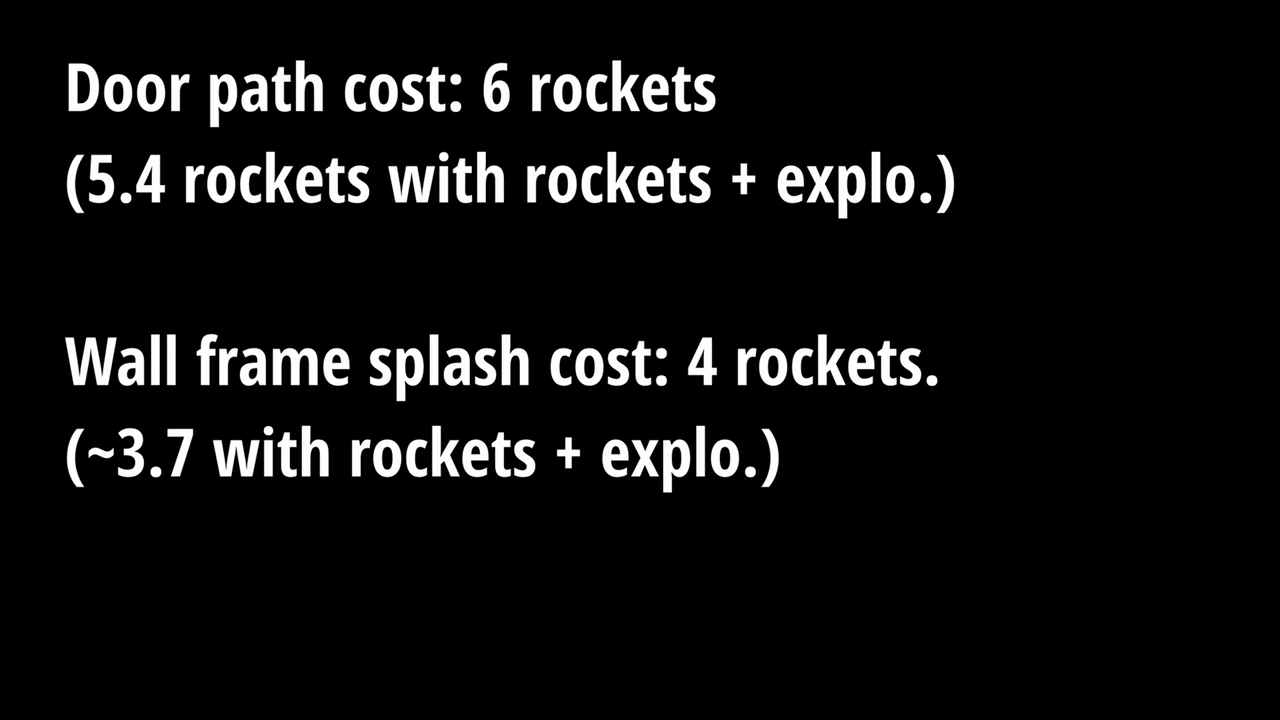 Door path cost: 6 rockets
(5.4 rockets with rockets + explo.)
Wall frame splash cost: 4 rockets.
(~3.7 with rockets + explo.)